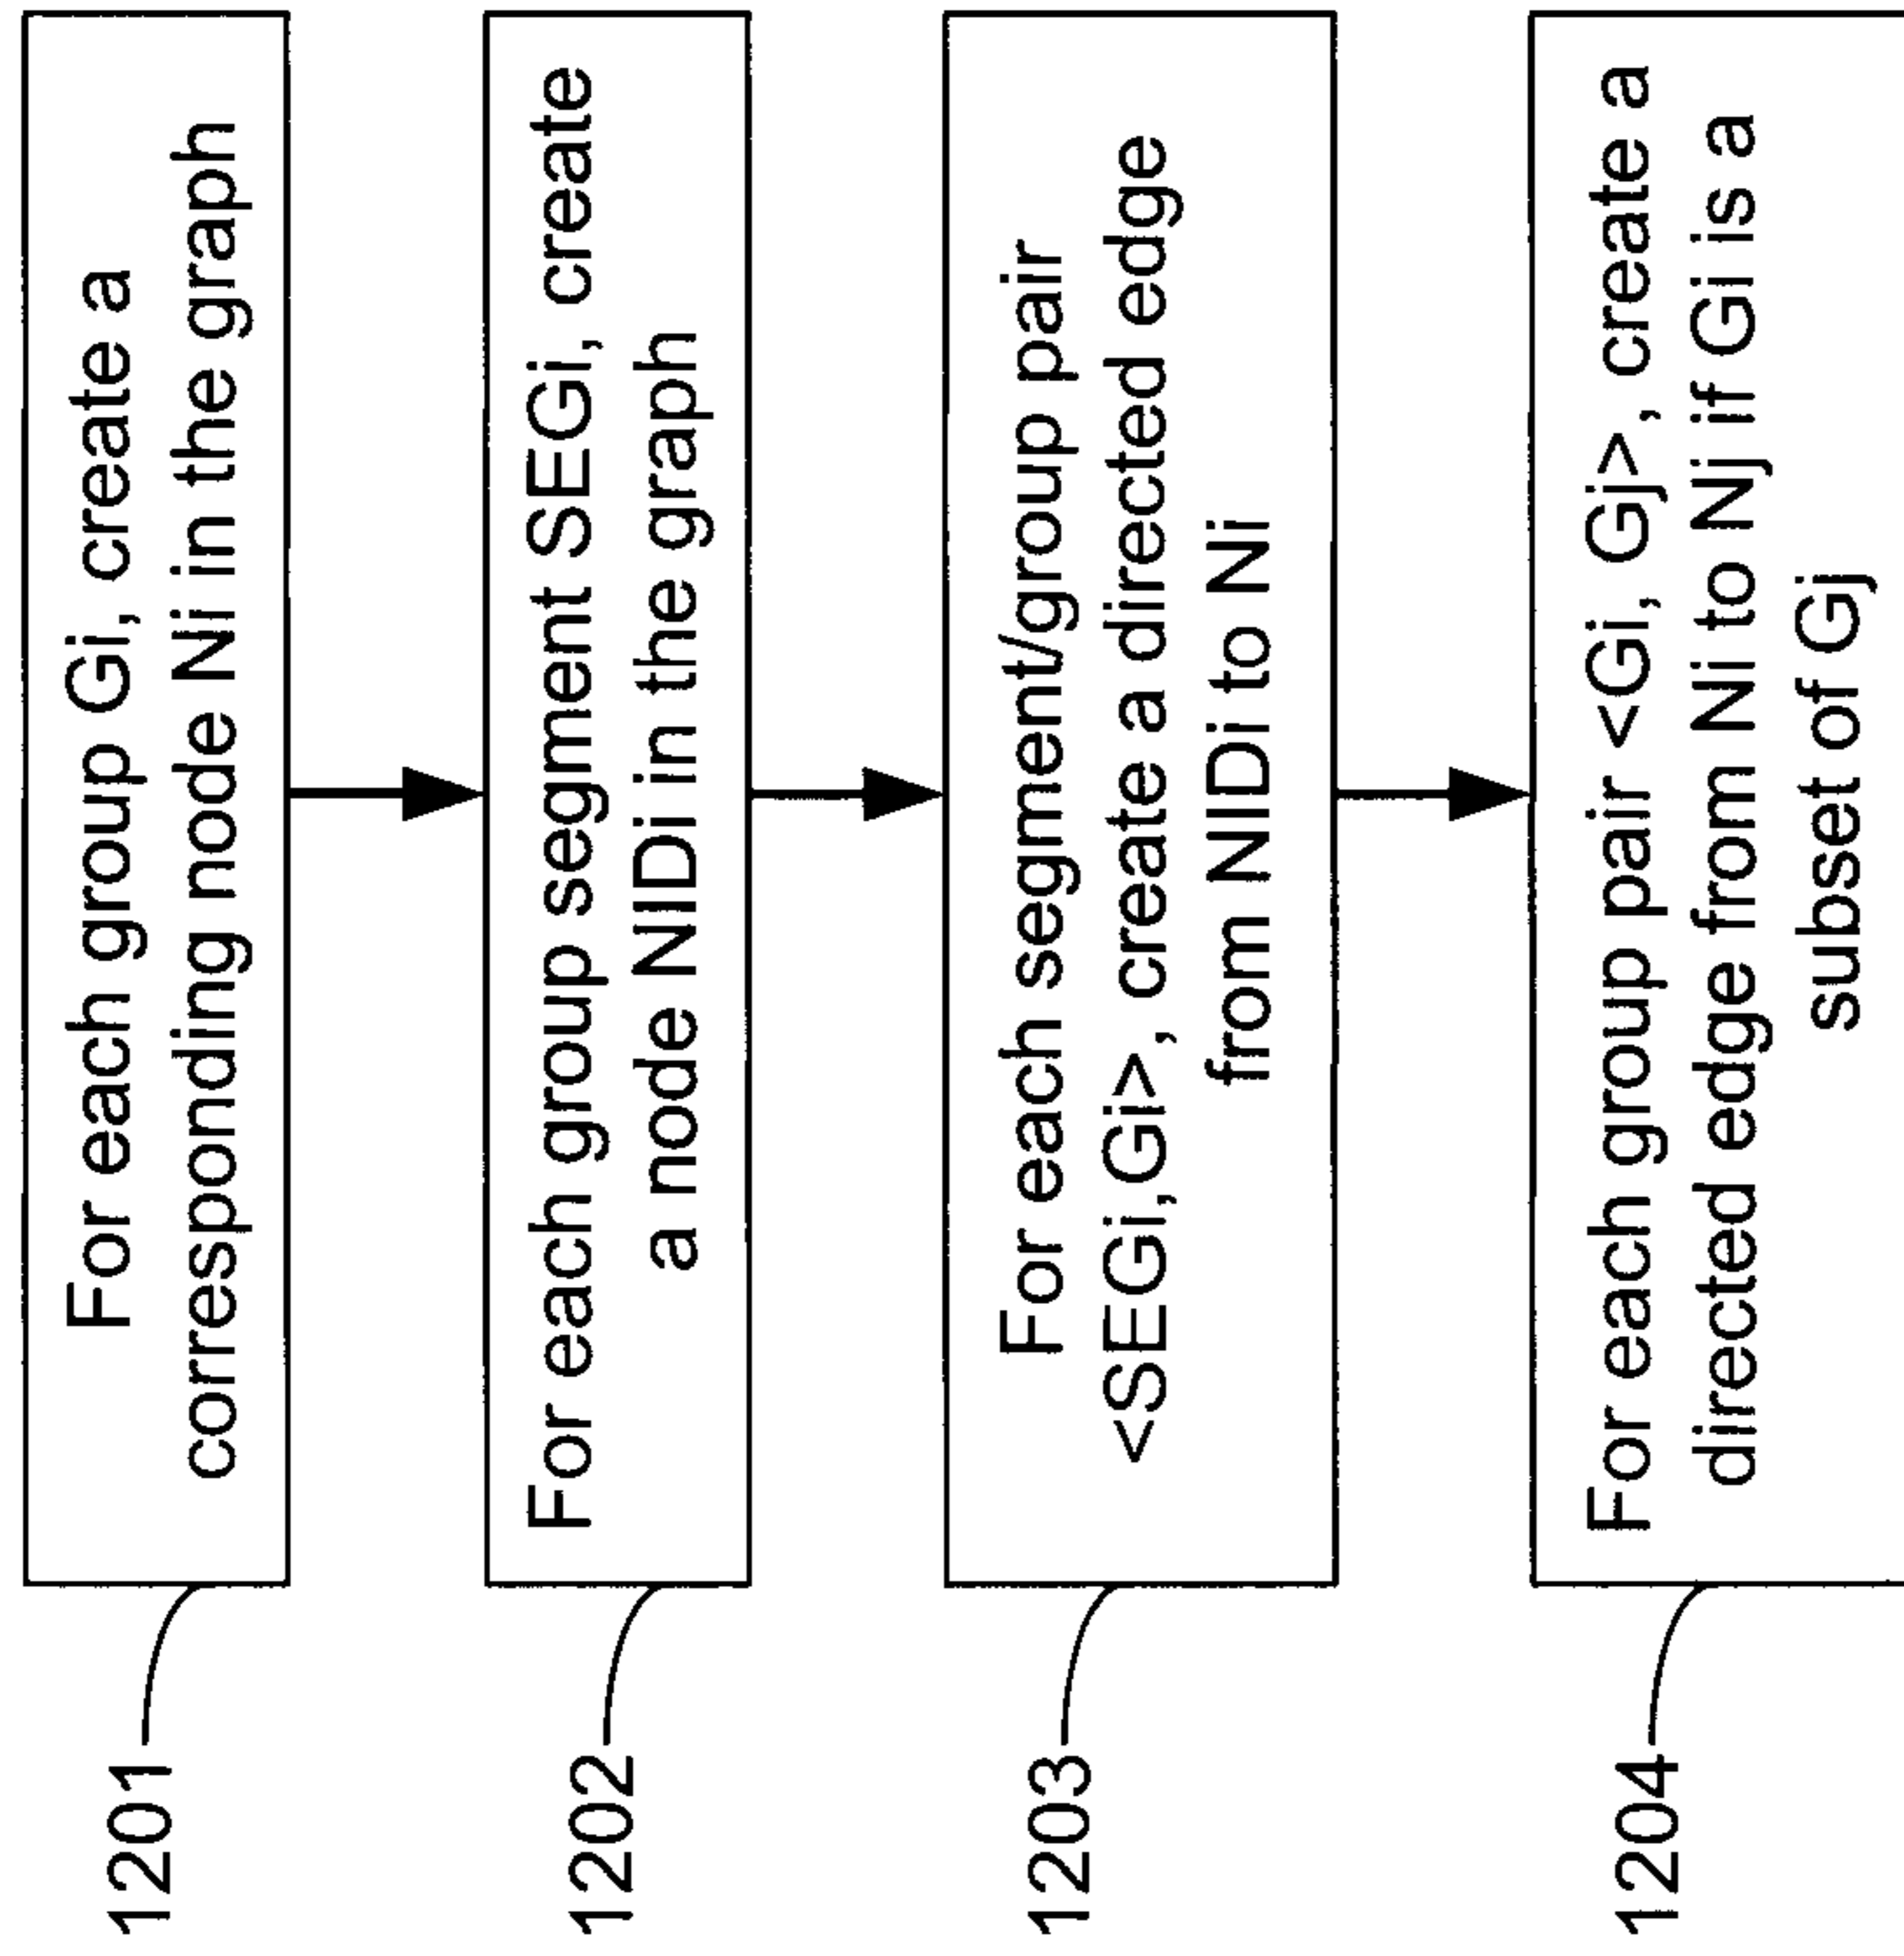 1201
For each group Gi, create a
corresponding node Ni in the graph
1202
For each group segment SEGi, create
a node NIDi in the graph
1203
For each segment/group pair
<SEGi,Gi>, create a directed edge
from NIDi to Ni
1204
For each group pair <Gi, Gj>, create a
directed edge from Ni to Nj if Gi is a
subset of Gj